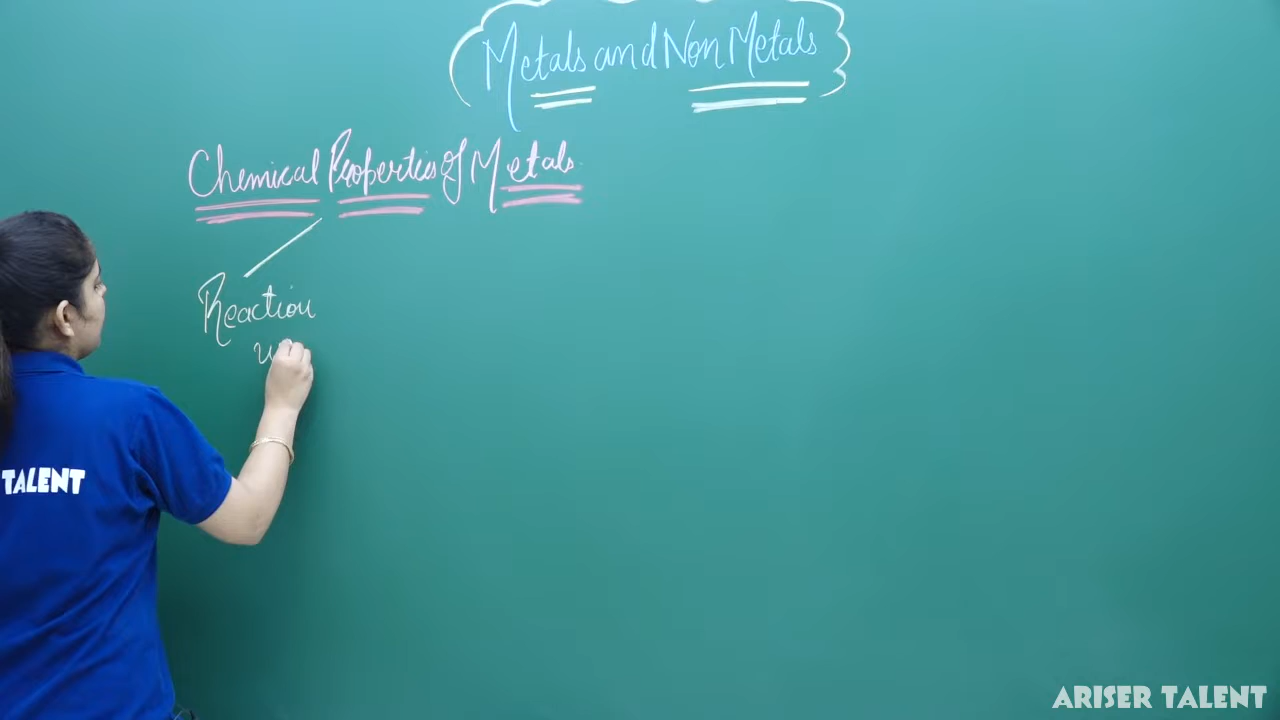 Metals and Non Metals
Chemical Properties of Metals
Reaction
TALENT
ARISER TALENT